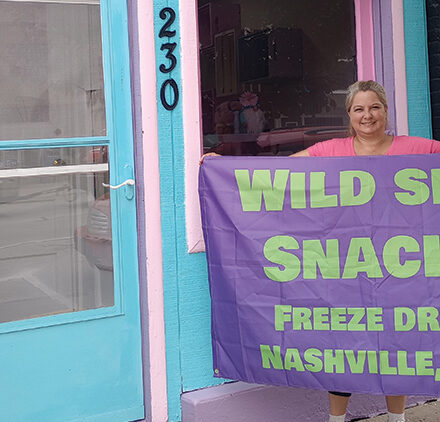 230
WILD S
SNAC
FREEZE DR
NASHVILLE,